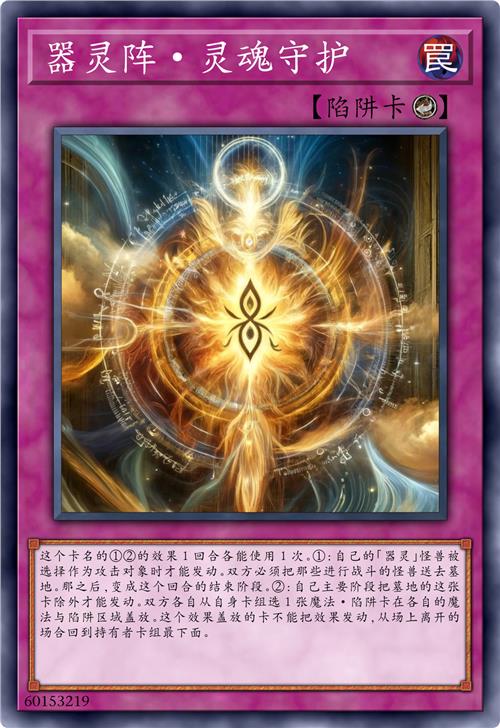 器灵阵·灵魂守护
罠
【陷阱卡】
这个卡名的①②的效果1回合各能使用1次。①:自己的「器灵」怪兽被
选择作为攻击对象时才能发动。双方必须把那些进行战斗的怪兽送去墓
地。那之后,变成这个回合的结束阶段。②:自己主要阶段把墓地的这张
卡除外才能发动。双方各自从自身卡组选1张魔法·陷阱卡在各自的魔
法与陷阱区域盖放。这个效果盖放的卡不能把效果发动,从场上离开的
场合回到持有者卡组最下面。
60153219